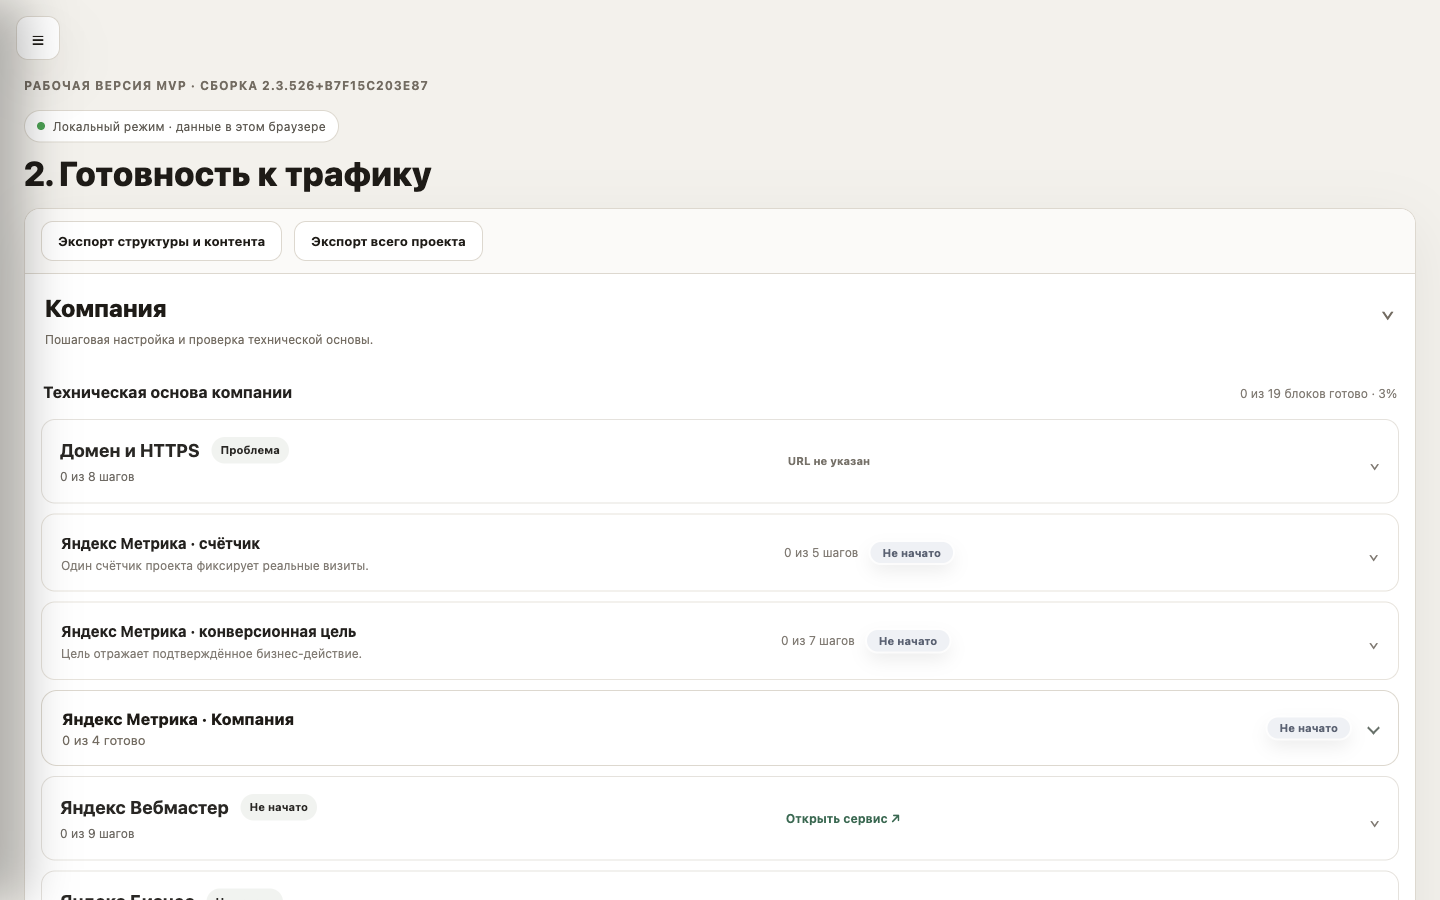 ≡
РАБОЧАЯ ВЕРСИЯ MVP · СБОРКА 2.3.526+B7F15C203E87
Локальный режим · данные в этом браузере
2. Готовность к трафику
Экспорт структуры и контента
Экспорт всего проекта
Компания
Пошаговая настройка и проверка технической основы.
Техническая основа компании
0 из 19 блоков готово · 3%
Домен и HTTPS
Проблема
0 из 8 шагов
URL не указан
Яндекс Метрика · счётчик
Один счётчик проекта фиксирует реальные визиты.
0 из 5 шагов
Не начато
Яндекс Метрика · конверсионная цель
Цель отражает подтверждённое бизнес-действие.
0 из 7 шагов
Не начато
Яндекс Метрика · Компания
0 из 4 готово
Не начато
Яндекс Вебмастер
Не начато
0 из 9 шагов
Открыть сервис ↗
Яндекс Бизнес